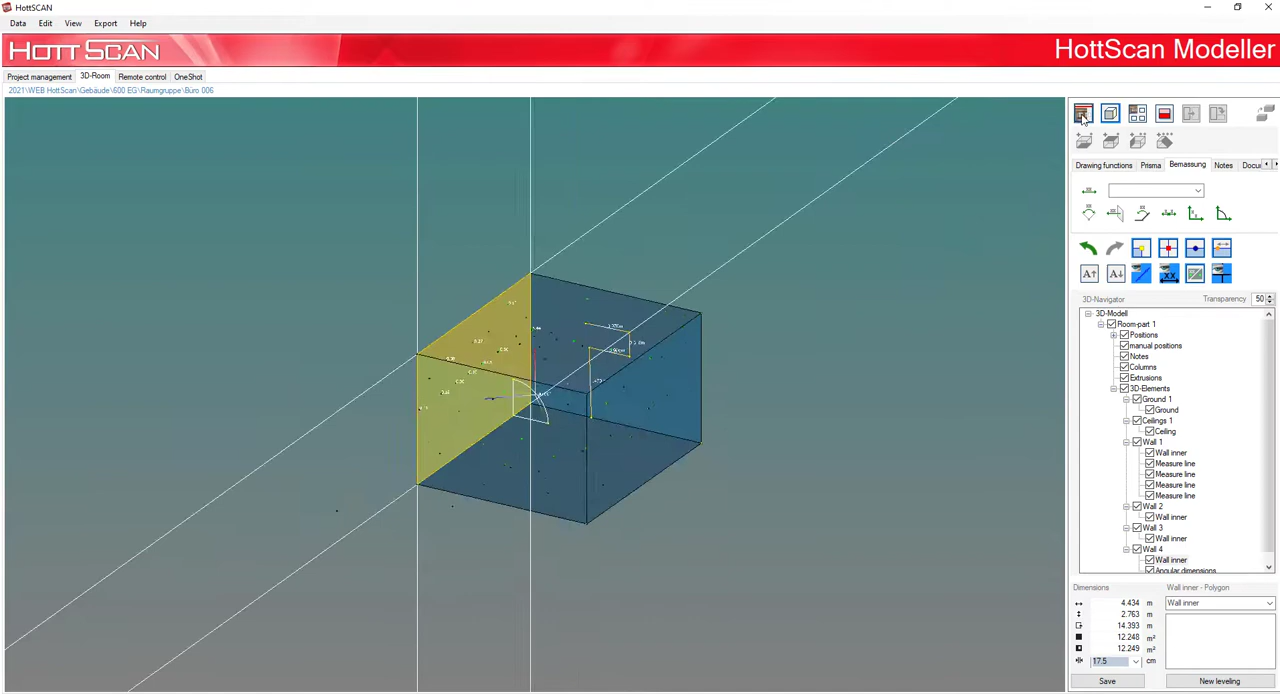 HottSCAN
Data Edit View Export Help
HOTTSCAN
HottScan Modeller
Project management 3D-Room Remote control OneShot
2021\WEB HottScan\Gebäude\600 EG\Raumgruppe\Büro 006
Drawing functions Prisma Bemassung Notes Docu
3D-Navigator Transparency 50
3D-Modell
Room-part 1
Positions
manual positions
Notes
Columns
Extrusions
3D-Elements
Ground 1
Ground
Ceilings 1
Ceiling
Wall 1
Wall inner
Measure line
Measure line
Measure line
Measure line
Wall 2
Wall inner
Wall 3
Wall inner
Wall 4
Wall inner
Angular dimensions
Dimensions Wall inner - Polygon
4.434 m Wall inner
2.763 m
14.393 m
12.248 m²
12.249 m²
17.5 cm
Save New leveling